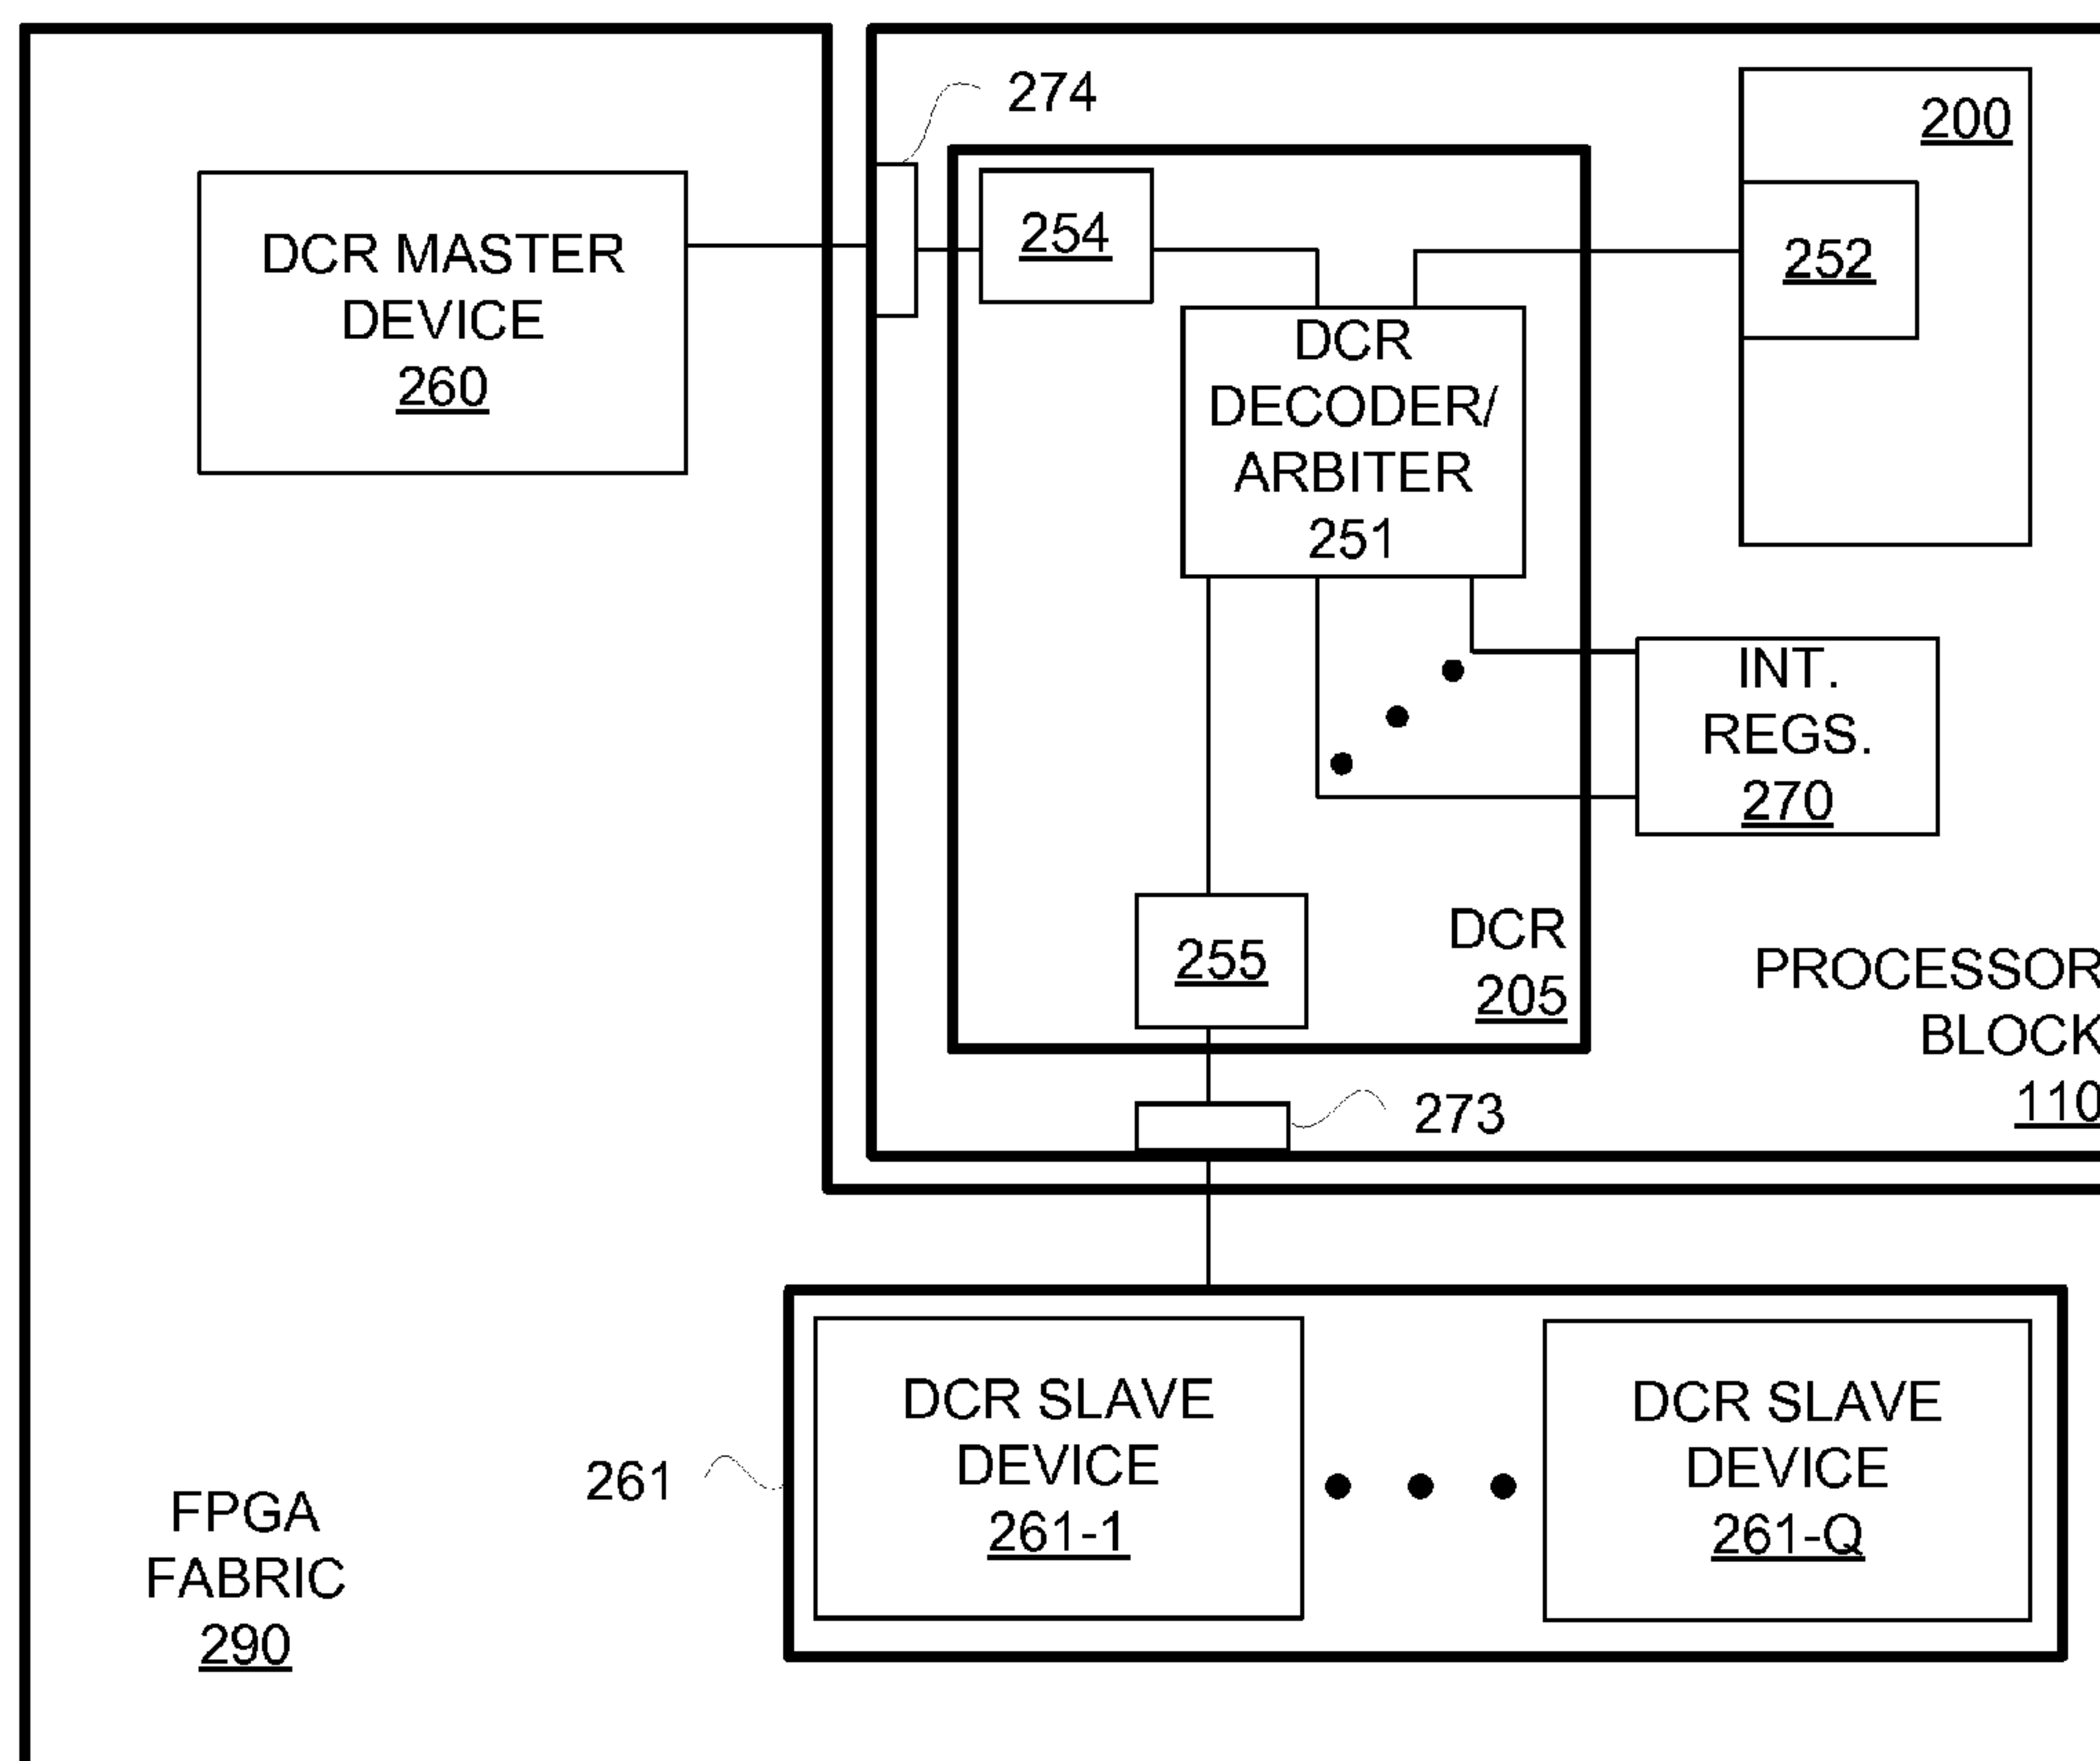 274
200
DCR MASTER
DEVICE
260
254
252
DCR
DECODER/
ARBITER
251
INT.
REGS.
270
255
DCR
205
PROCESSOR
BLOCK
110
273
DCR SLAVE
DEVICE
261-1
DCR SLAVE
DEVICE
261-Q
261
FPGA
FABRIC
290